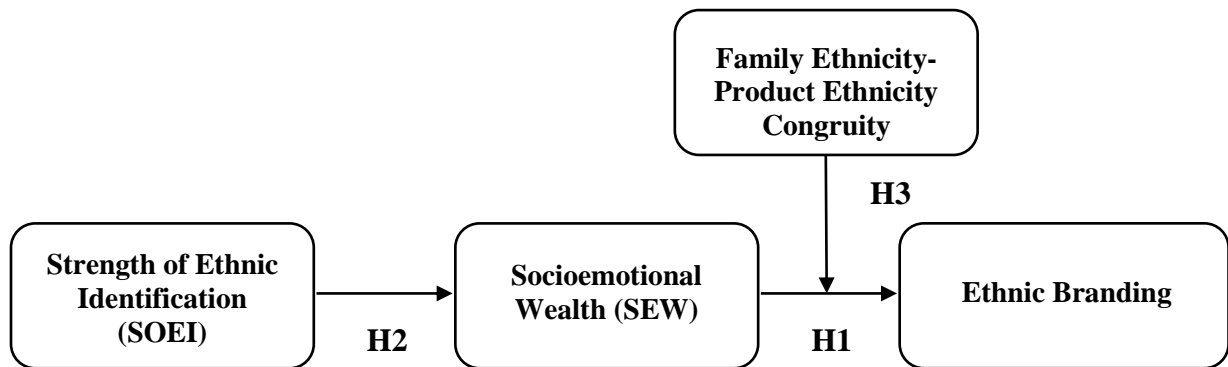 Family Ethnicity-
Product Ethnicity
Congruity
H3
Strength of Ethnic
Identification
(SOEI)
H2
Socioemotional
Wealth (SEW)
H1
Ethnic Branding